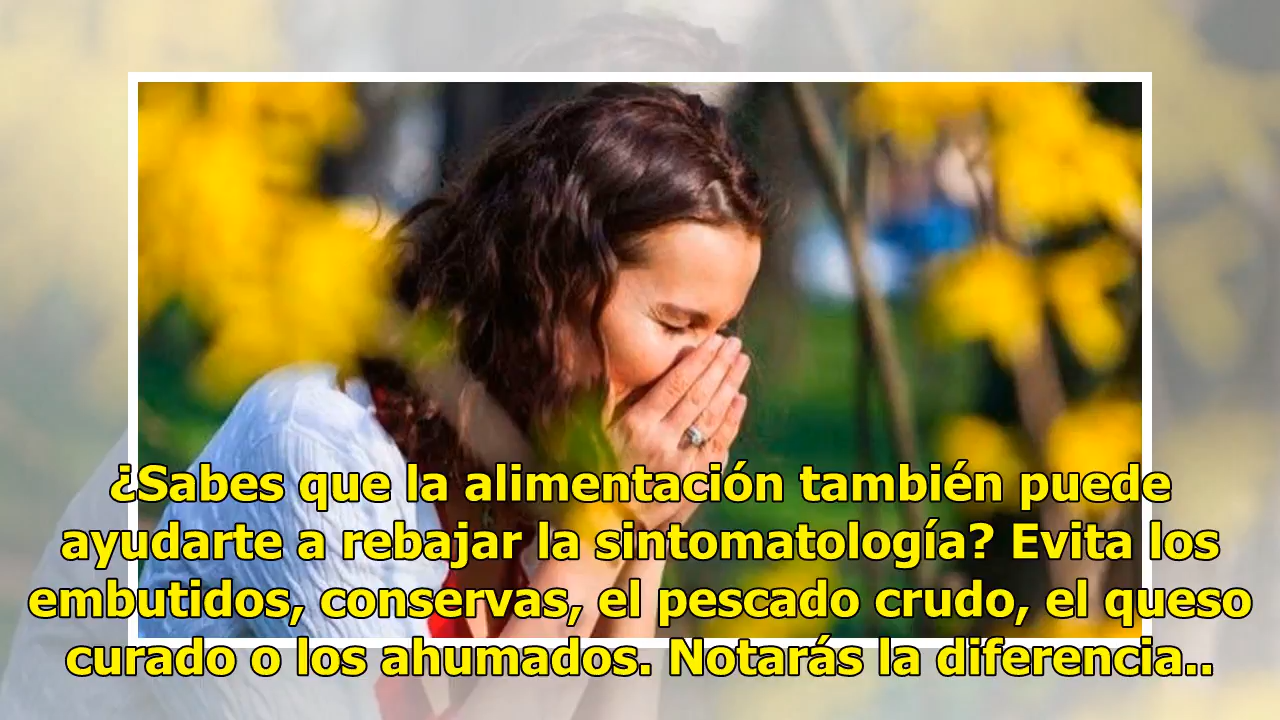 ¿Sabes que la alimentación también puede
ayudarte a rebajar la sintomatología? Evita los
embutidos, conservas, el pescado crudo, el queso
curado o los ahumados. Notarás la diferencia..